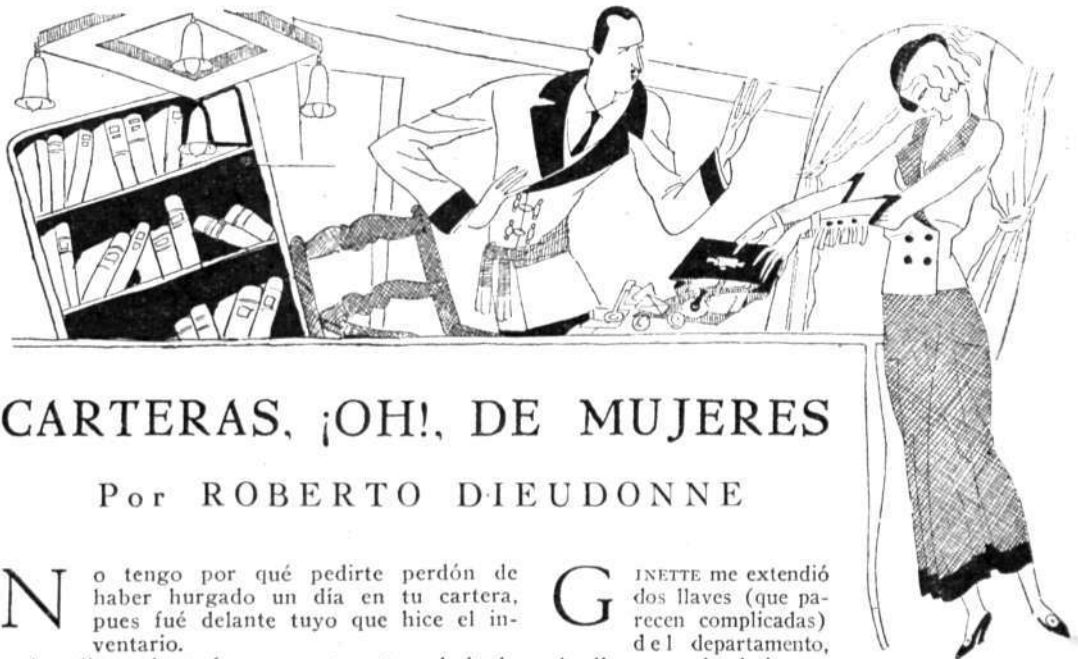 CARTERAS, ¡OH!, DE MUJERES
Por ROBERTO DIEUDONNE
No tengo por qué pedirte perdón de
haber hurgado un día en tu cartera,
pues fué delante tuyo que hice el in-
ventario.
GINETTE me extendió
dos llaves (que pa-
recen complicadas)
del departamento,